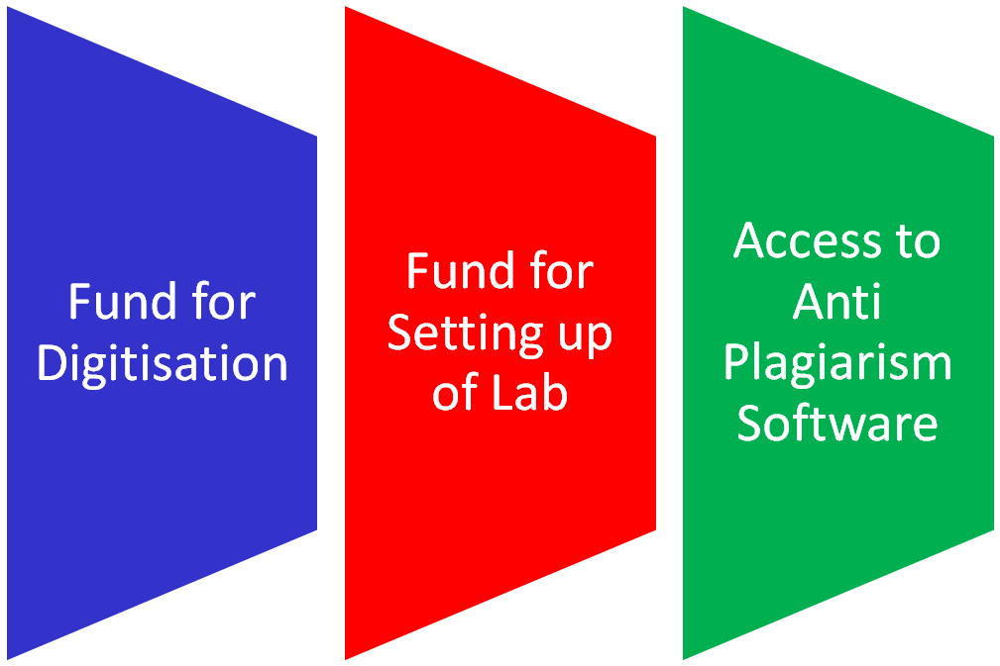 Fund for
Digitisation
Fund for
Setting up
of Lab
Access to
Anti
Plagiarism
Software